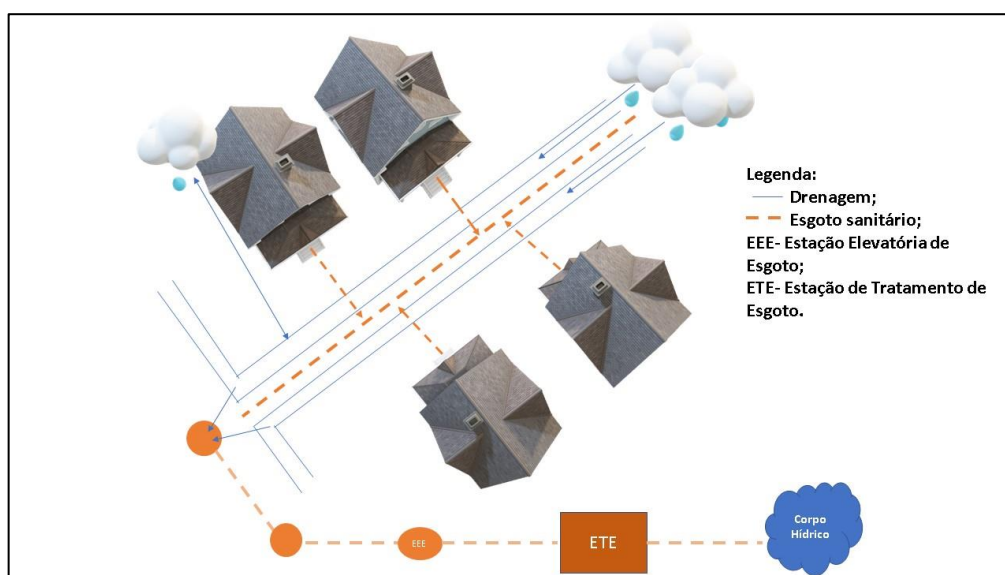 Legenda:
Drenagem;
Esgoto sanitário;
EEE- Estação Elevatória de
Esgoto;
ETE- Estação de Tratamento de
Esgoto.
EEE
ETE
Corpo
Hídrico